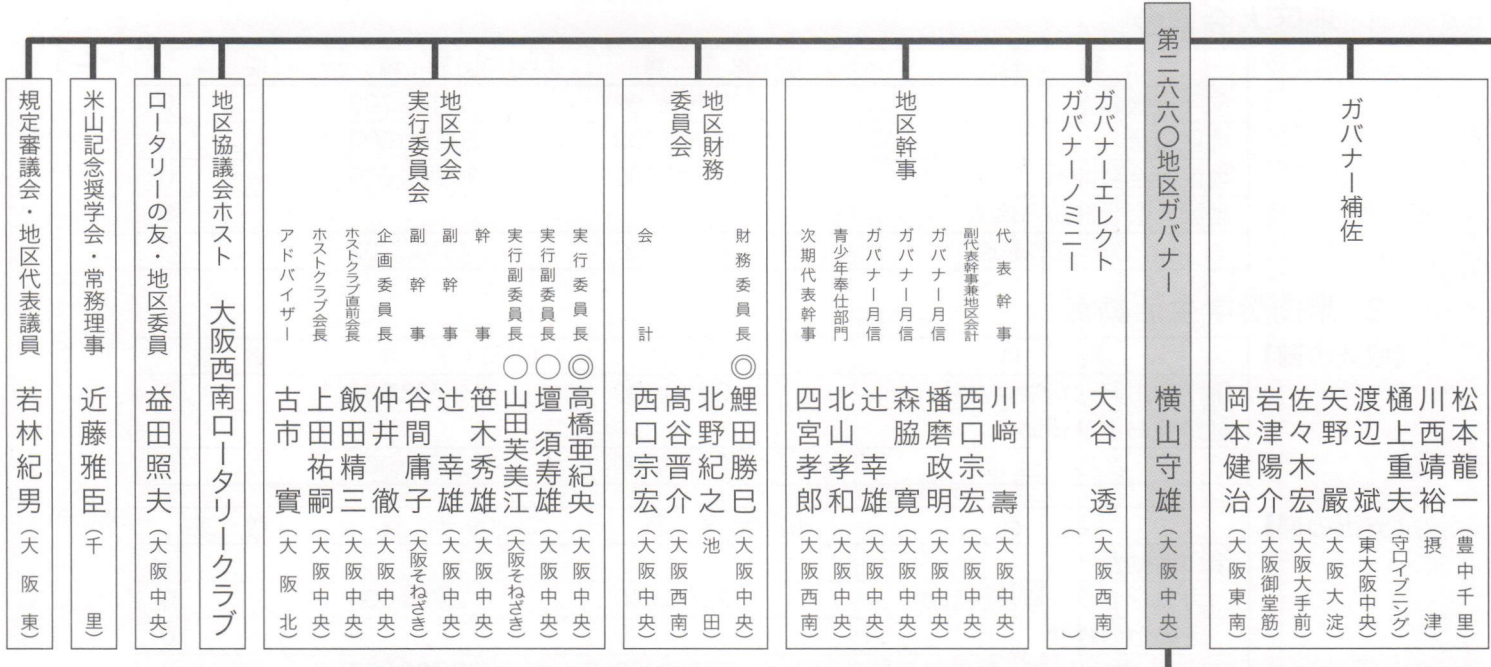 ガバナー補佐
松本龍一（豊中千里）
川西靖裕（摂津）
樋上重夫（守口イブニング）
渡辺 斌（東大阪中央）
矢野 嚴（大阪大淀）
佐々木宏（大阪大手前）
岩津陽介（大阪御堂筋）
岡本健治（大阪東南）
第二六六〇地区ガバナー 横山守雄（大阪中央）
ガバナーエレクト 大谷 透（大阪西南）
ガバナーノミニー （ ）
地区幹事
代表幹事 川﨑 壽（大阪中央）
副代表幹事兼地区会計 西口宗宏（大阪中央）
ガバナー月信 播磨政明（大阪中央）
ガバナー月信 森脇 寛（大阪中央）
ガバナー月信 辻 幸雄（大阪中央）
青少年奉仕部門 北山孝和（大阪中央）
次期代表幹事 四宮孝郎（大阪西南）
地区財務
委員会
財務委員長 ◎鯉田勝巳（大阪中央）
北野紀之（池田）
髙谷晋介（大阪西南）
会計 西口宗宏（大阪中央）
地区大会
実行委員会
実行委員長 ◎高橋亜紀央（大阪中央）
実行副委員長 ○壇 須寿雄（大阪中央）
実行副委員長 ○山田芙美江（大阪そねざき）
幹事 笹木秀雄（大阪中央）
副幹事 辻 幸雄（大阪中央）
副幹事 谷間庸子（大阪そねざき）
企画委員長 仲井 徹（大阪中央）
ホストクラブ直前会長 飯田精三（大阪中央）
ホストクラブ会長 上田祐嗣（大阪中央）
アドバイザー 古市 實（大阪北）
地区協議会ホスト 大阪西南ロータリークラブ
ロータリーの友・地区委員 益田照夫（大阪中央）
米山記念奨学会・常務理事 近藤雅臣（千里）
規定審議会・地区代表議員 若林紀男（大阪東）